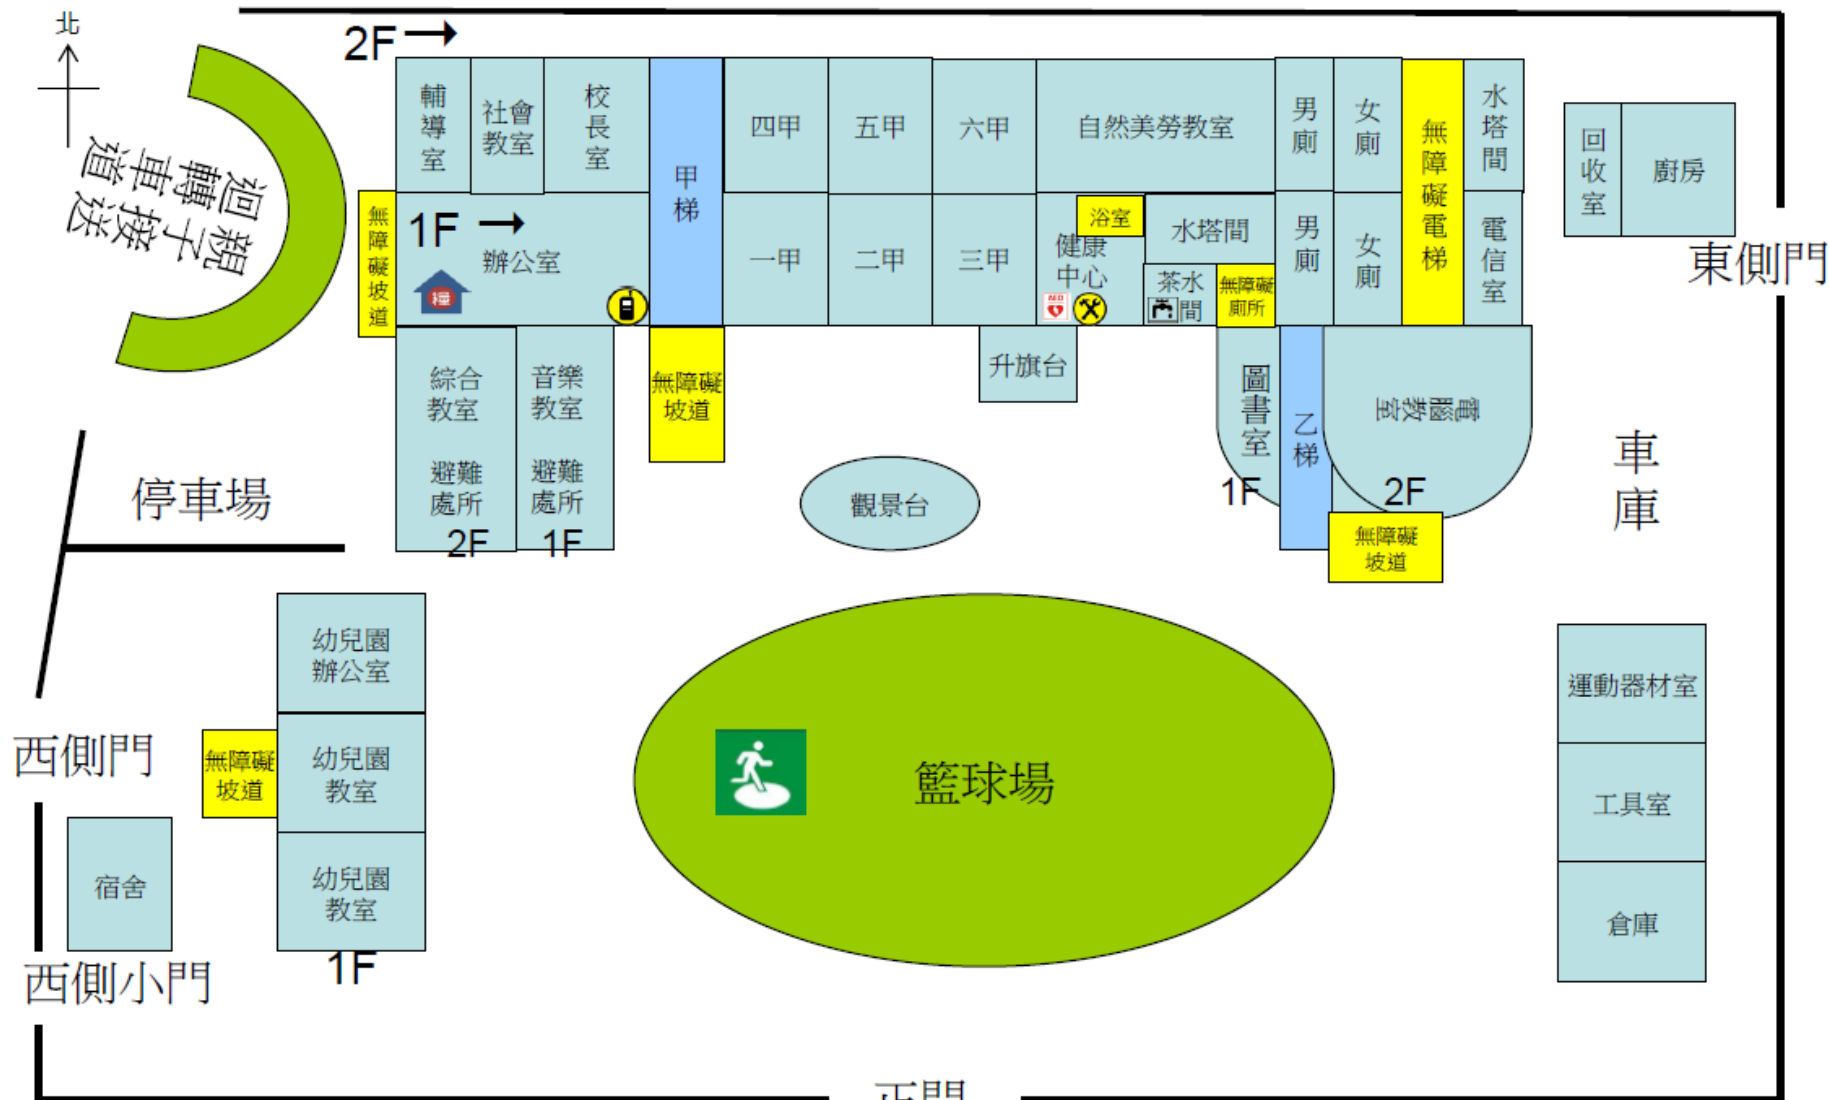 北
2F
輔導室
社會
教室
校長室
甲梯
四甲
五甲
六甲
自然美勞教室
男廁
女廁
無障礙電梯
水塔間
回收室
廚房
東側門
親子接送
迴轉車道
無障礙坡道
1F
辦公室
一甲
二甲
三甲
健康
中心
AED
浴室
水塔間
茶水
間
無障礙
廁所
男廁
女廁
電信室
綜合
教室
避難
處所
2F
音樂
教室
避難
處所
1F
無障礙
坡道
升旗台
圖書室
1F
乙梯
電腦
教室
2F
無障礙
坡道
車庫
停車場
觀景台
幼兒園
辦公室
幼兒園
教室
幼兒園
教室
1F
無障礙
坡道
西側門
宿舍
西側小門
籃球場
運動器材室
工具室
倉庫
正門